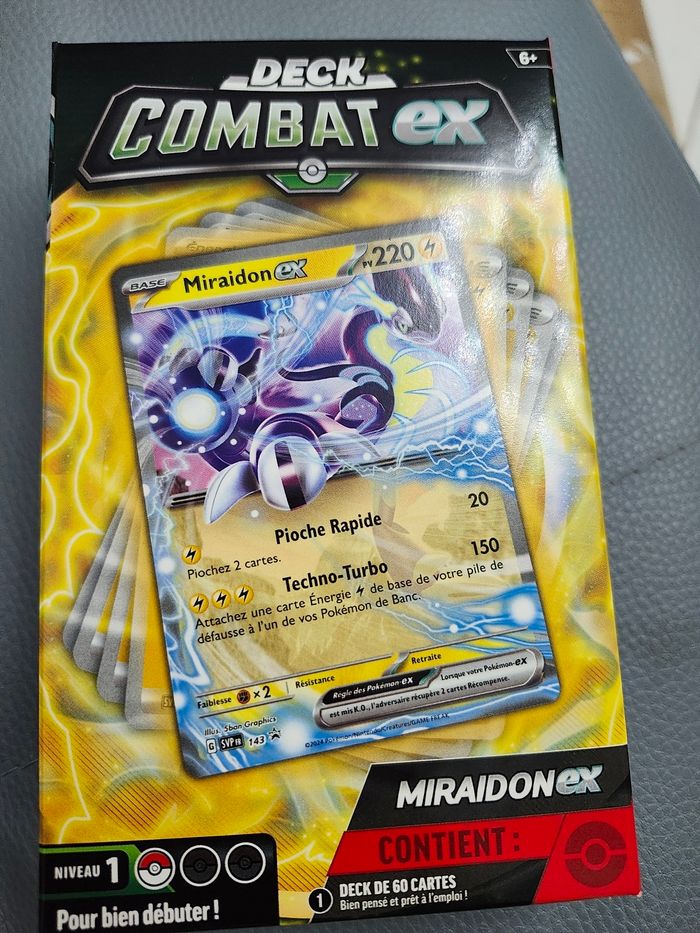 6+
DECK
COMBAT ex
BASE Miraidon ex PV 220
Pioche Rapide 20
Piochez 2 cartes.
Techno-Turbo 150
Attachez une carte Énergie de base de votre pile de
défausse à l'un de vos Pokémon de Banc.
Faiblesse ×2 Résistance Retraite
Règle des Pokémon-ex Lorsque votre Pokémon-ex
est mis K.O., l'adversaire récupère 2 cartes Récompense.
Illus. 5ban Graphics
G SVP FR 143
MIRAIDON ex
CONTIENT :
1 DECK DE 60 CARTES
Bien pensé et prêt à l'emploi !
NIVEAU 1
Pour bien débuter !